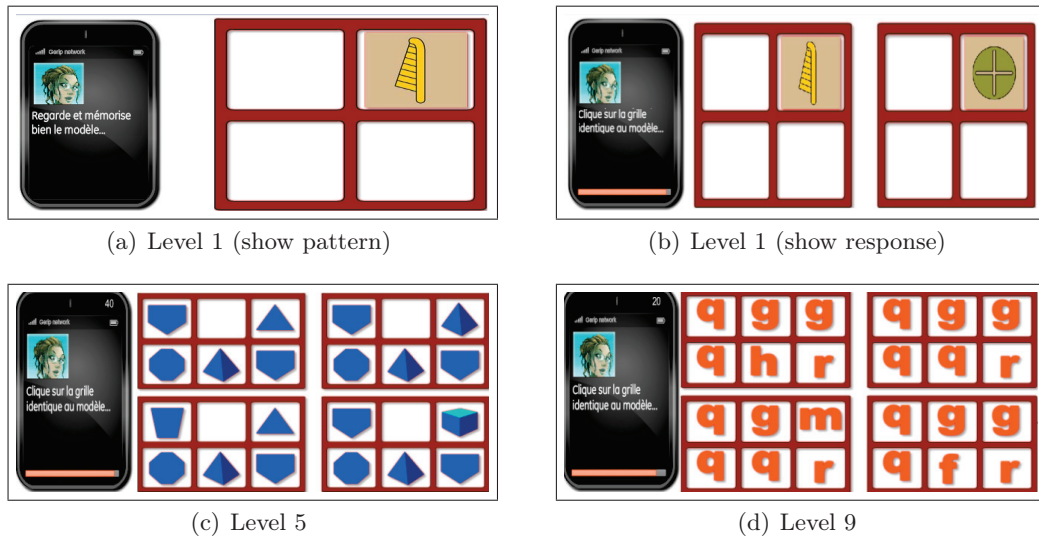 Gerip network
Regarde et mémorise
bien le modèle...
(a) Level 1 (show pattern)
Gerip network
Clique sur la grille
identique au modèle...
(b) Level 1 (show response)
40
Gerip network
Clique sur la grille
identique au modèle...
(c) Level 5
20
Gerip network
Clique sur la grille
identique au modèle...
q g g
q h r
q g g
q q r
q g m
q q r
q g g
q f r
(d) Level 9